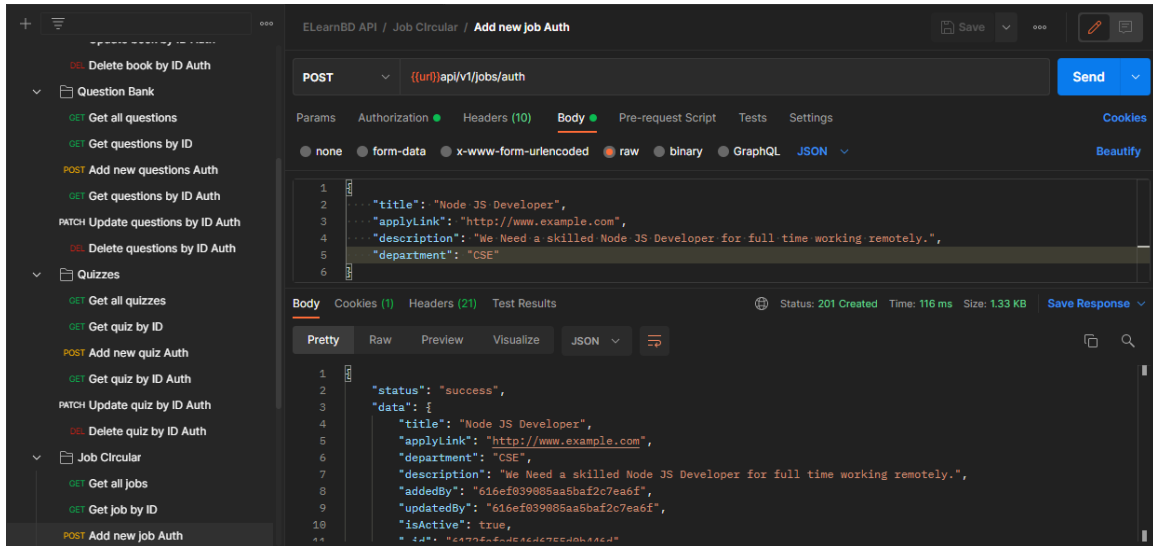 ELearnBD API / Job CIrcular / Add new job Auth
Save
Delete book by ID Auth
DEL
Question Bank
GET Get all questions
GET Get questions by ID
POST Add new questions Auth
GET Get questions by ID Auth
PATCH Update questions by ID Auth
DEL Delete questions by ID Auth
Quizzes
GET Get all quizzes
GET Get quiz by ID
POST Add new quiz Auth
GET Get quiz by ID Auth
PATCH Update quiz by ID Auth
DEL Delete quiz by ID Auth
Job CIrcular
GET Get all jobs
GET Get job by ID
POST Add new job Auth
POST {{url}}api/v1/jobs/auth Send
Params Authorization Headers (10) Body Pre-request Script Tests Settings Cookies
none form-data x-www-form-urlencoded raw binary GraphQL JSON Beautify
1 {
2 "title": "Node JS Developer",
3 "applyLink": "http://www.example.com",
4 "description": "We Need a skilled Node JS Developer for full time working remotely.",
5 "department": "CSE"
6 }
Body Cookies (1) Headers (21) Test Results Status: 201 Created Time: 116 ms Size: 1.33 KB Save Response
Pretty Raw Preview Visualize JSON
1 {
2 "status": "success",
3 "data": {
4 "title": "Node JS Developer",
5 "applyLink": "http://www.example.com",
6 "department": "CSE",
7 "description": "We Need a skilled Node JS Developer for full time working remotely.",
8 "addedBy": "616ef039085aa5baf2c7ea6f",
9 "updatedBy": "616ef039085aa5baf2c7ea6f",
10 "isActive": true,